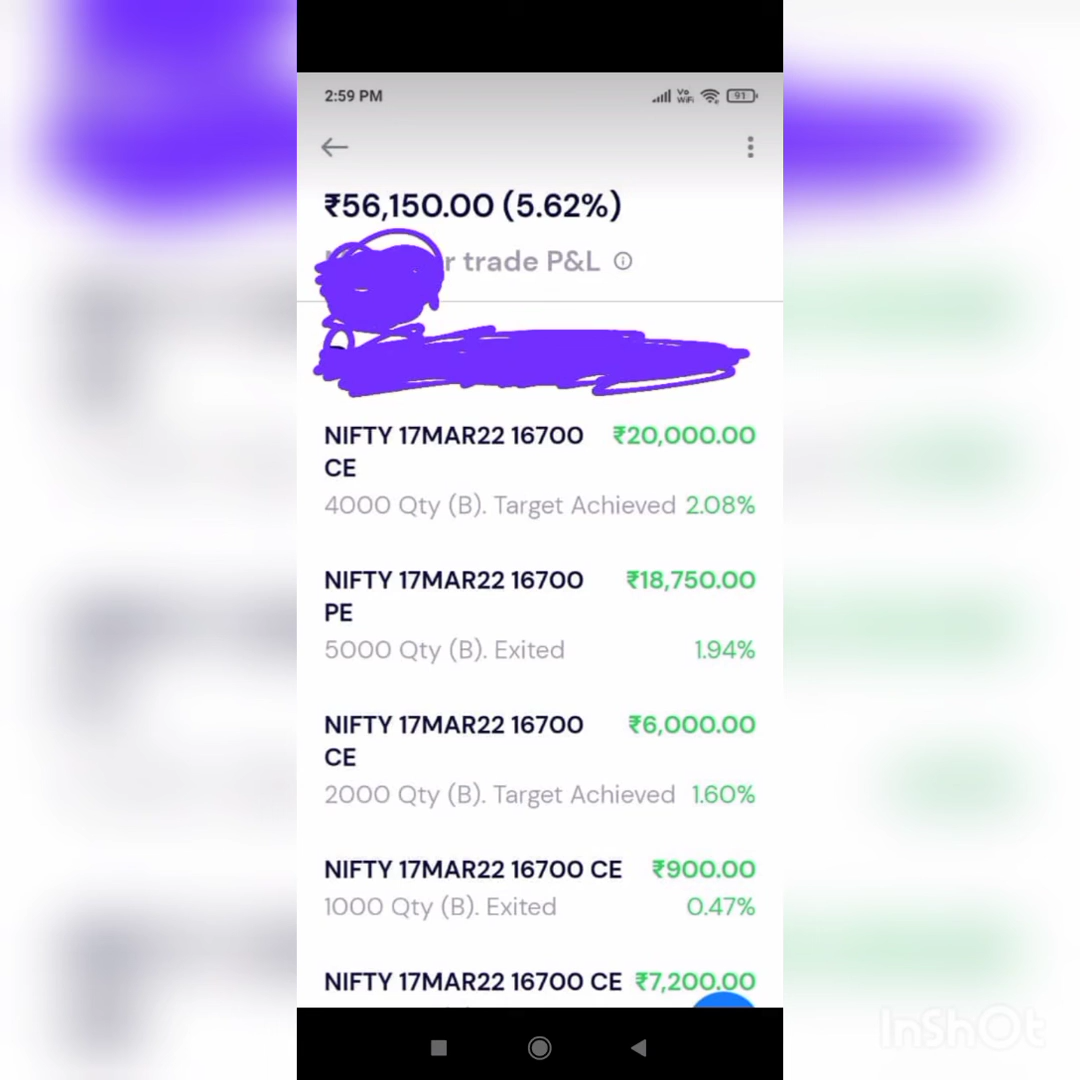 2:59 PM
Vo
WiFi
91
₹56,150.00 (5.62%)
trade P&L
NIFTY 17MAR22 16700 ₹20,000.00
CE
4000 Qty (B). Target Achieved 2.08%
NIFTY 17MAR22 16700 ₹18,750.00
PE
5000 Qty (B). Exited 1.94%
NIFTY 17MAR22 16700 ₹6,000.00
CE
2000 Qty (B). Target Achieved 1.60%
NIFTY 17MAR22 16700 CE ₹900.00
1000 Qty (B). Exited 0.47%
NIFTY 17MAR22 16700 CE ₹7,200.00
InShOt